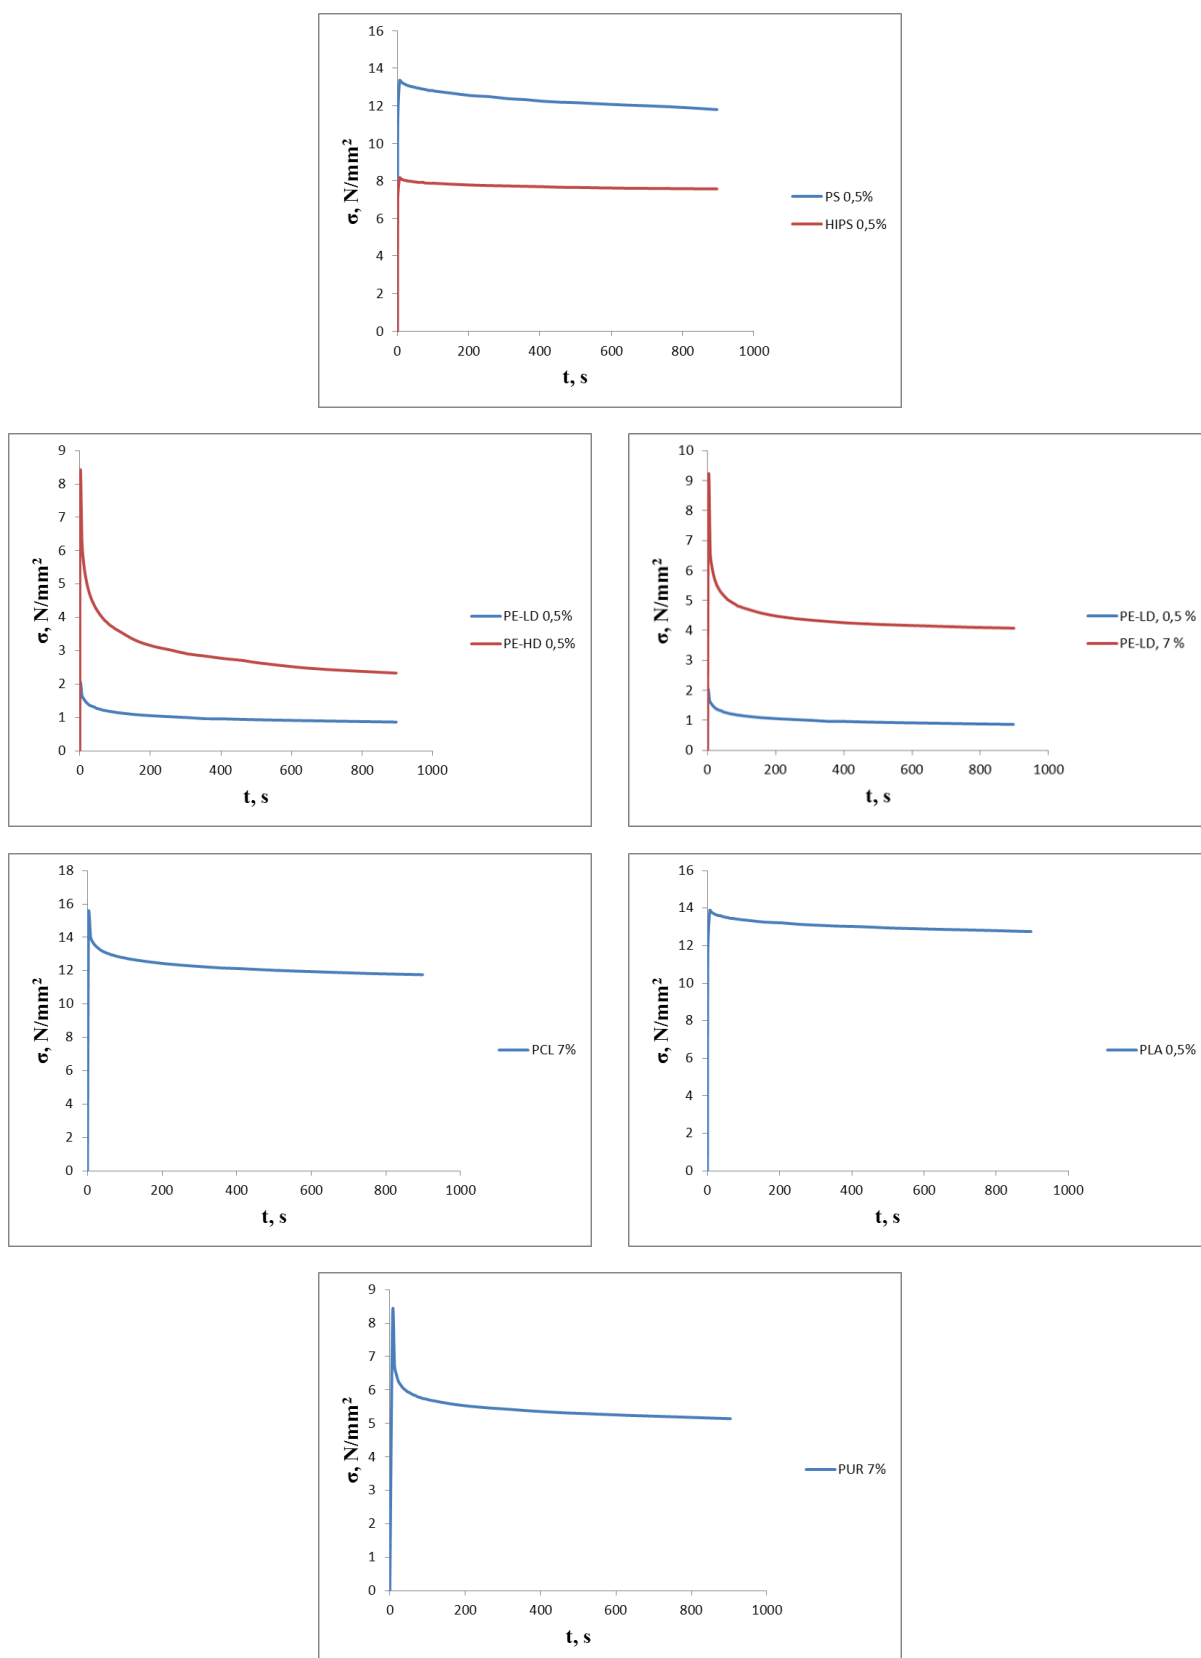 16
14
12
10
8
6
4
2
0
σ, N/mm²
PS 0,5%
HIPS 0,5%
0 200 400 600 800 1000
t, s
9
8
7
6
5
4
3
2
1
0
σ, N/mm²
PE-LD 0,5%
PE-HD 0,5%
0 200 400 600 800 1000
t, s
10
9
8
7
6
5
4
3
2
1
0
σ, N/mm²
PE-LD, 0,5 %
PE-LD, 7 %
0 200 400 600 800 1000
t, s
18
16
14
12
10
8
6
4
2
0
σ, N/mm²
PCL 7%
0 200 400 600 800 1000
t, s
16
14
12
10
8
6
4
2
0
σ, N/mm²
PLA 0,5%
0 200 400 600 800 1000
t, s
9
8
7
6
5
4
3
2
1
0
σ, N/mm²
PUR 7%
0 200 400 600 800 1000
t, s